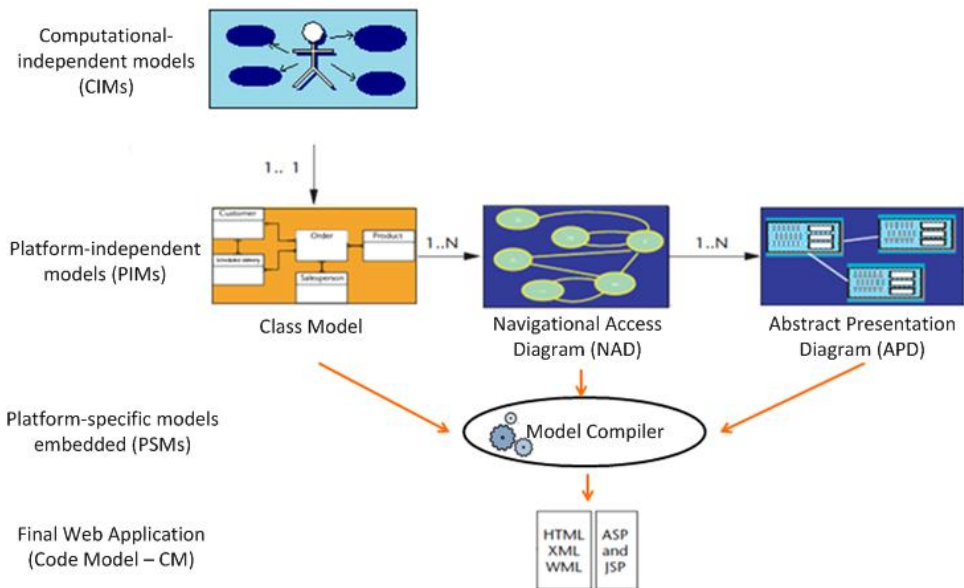 Computational-
independent models
(CIMs)
1.. 1
Customer
Order
Product
Salesperson
Platform-independent
models (PIMs)
1..N
1..N
Class Model
Navigational Access
Diagram (NAD)
Abstract Presentation
Diagram (APD)
Platform-specific models
embedded (PSMs)
Model Compiler
Final Web Application
(Code Model – CM)
HTML
XML
WML
ASP
and
JSP